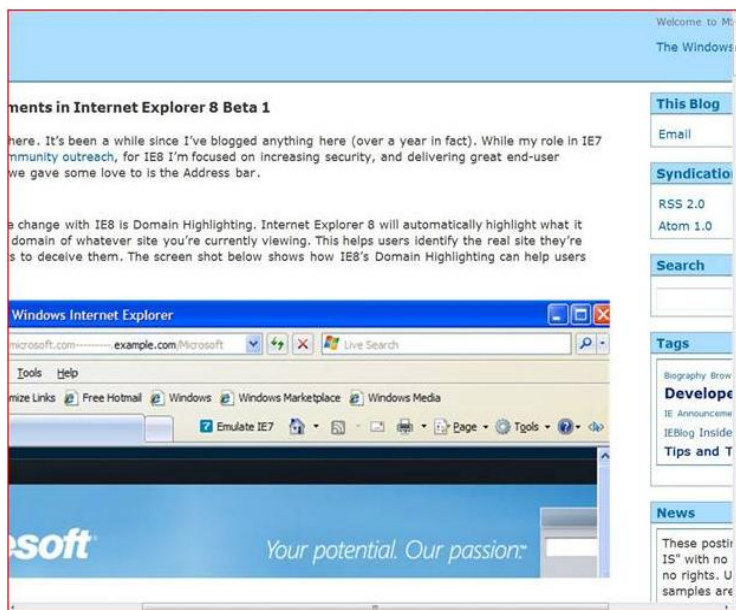 Welcome to M
The Windows
ments in Internet Explorer 8 Beta 1
here. It's been a while since I've blogged anything here (over a year in fact). While my role in IE7
mmunity outreach, for IE8 I'm focused on increasing security, and delivering great end-user
we gave some love to is the Address bar.
e change with IE8 is Domain Highlighting. Internet Explorer 8 will automatically highlight what it
domain of whatever site you're currently viewing. This helps users identify the real site they're
s to deceive them. The screen shot below shows how IE8's Domain Highlighting can help users
Windows Internet Explorer
microsoft.com---------.example.com/Microsoft
Live Search
Tools Help
mize Links Free Hotmail Windows Windows Marketplace Windows Media
Emulate IE7 Page Tools
soft
Your potential. Our passion.™
This Blog
Email
Syndicatio
RSS 2.0
Atom 1.0
Search
Tags
Biography Brow
Develope
IE Announceme
IEBlog Inside
Tips and T
News
These postin
IS" with no
no rights. U
samples are